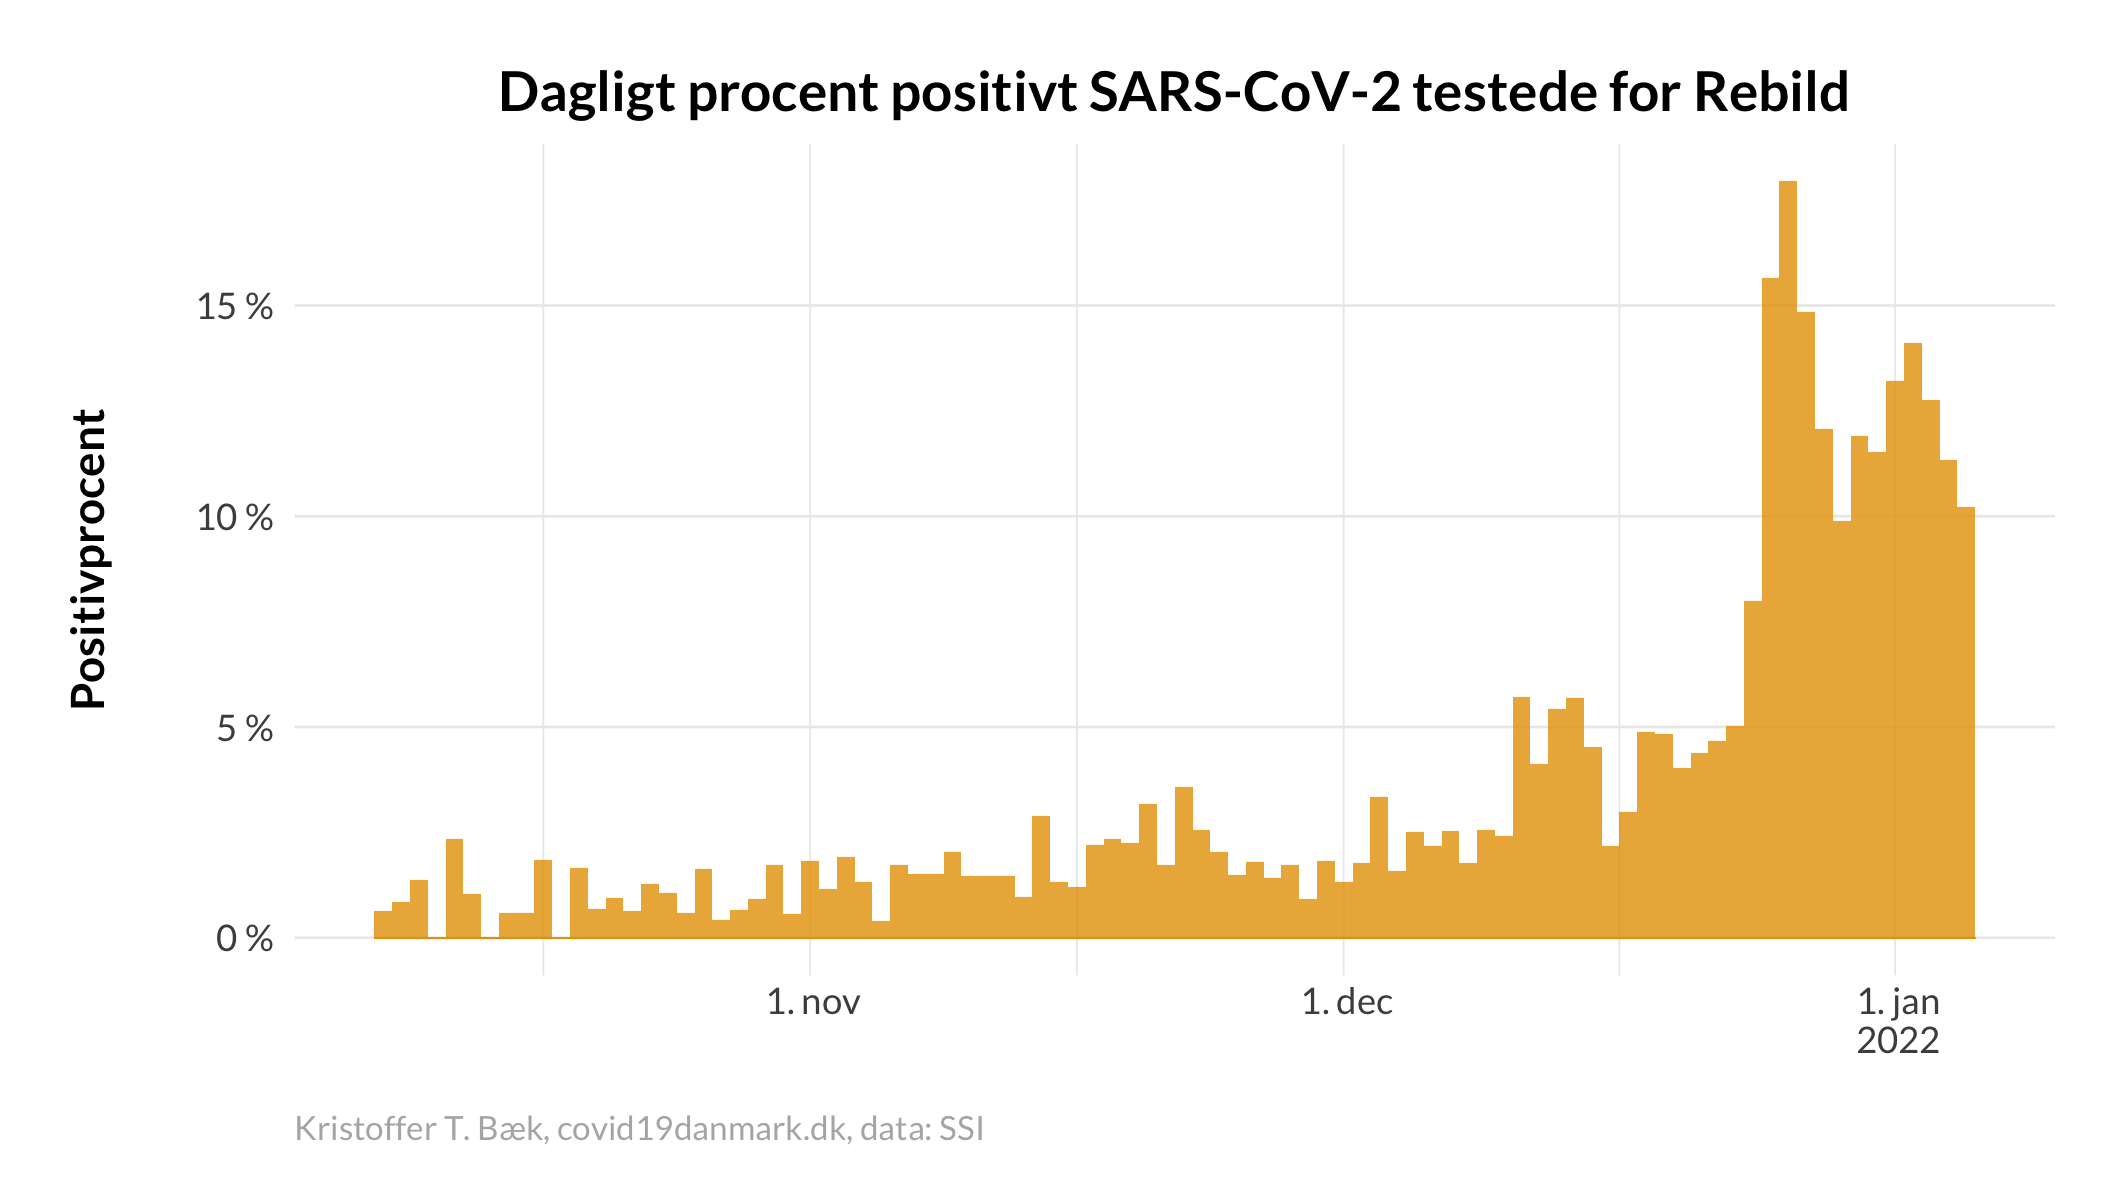 Dagligt procent positivt SARS-CoV-2 testede for Rebild
Positivprocent
15 %
10 %
5 %
0 %
1. nov
1. dec
1. jan
2022
Kristoffer T. Bæk, covid19danmark.dk, data: SSI